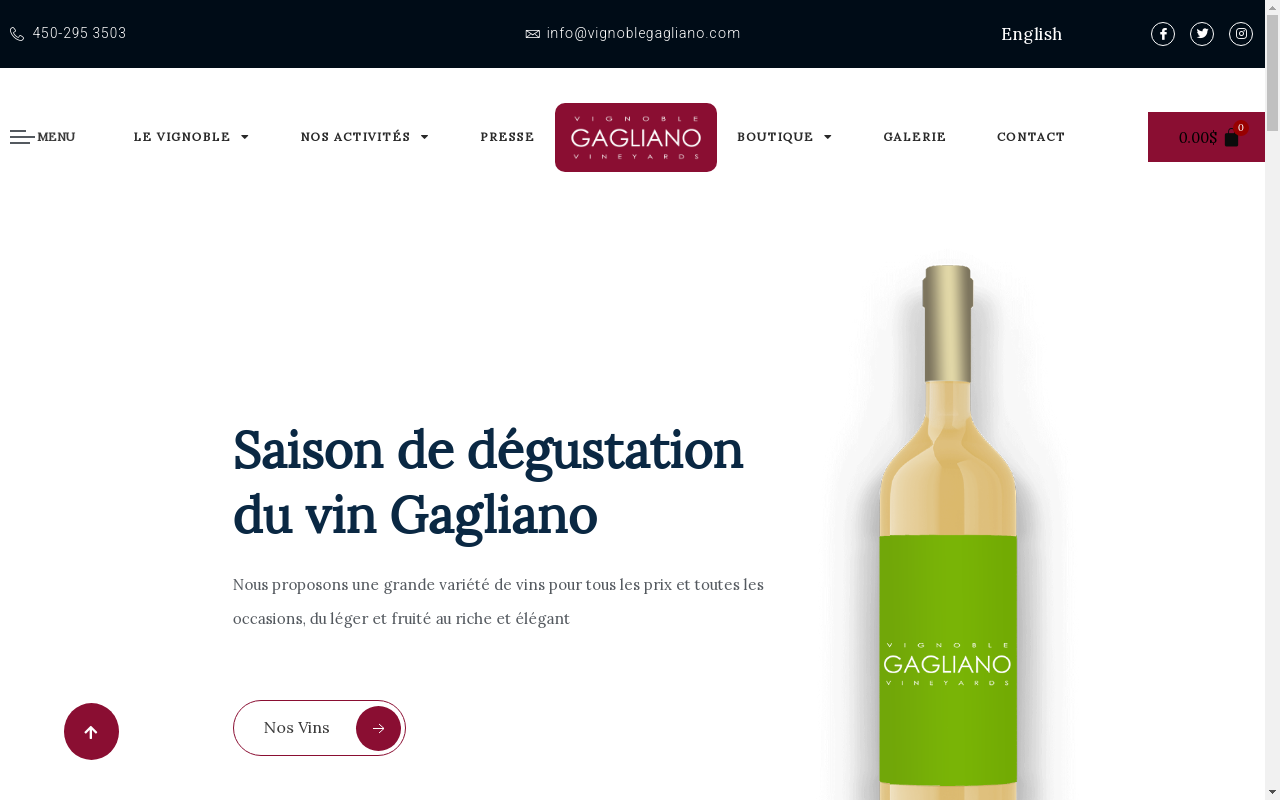 450-295 3503
info@vignoblegagliano.com
English
MENU
LE VIGNOBLE
NOS ACTIVITÉS
PRESSE
VIGNOBLE
GAGLIANO
VINEYARDS
BOUTIQUE
GALERIE
CONTACT
0.00$
0
Saison de dégustation
du vin Gagliano
Nous proposons une grande variété de vins pour tous les prix et toutes les
occasions, du léger et fruité au riche et élégant
Nos Vins
VIGNOBLE
GAGLIANO
VINEYARDS